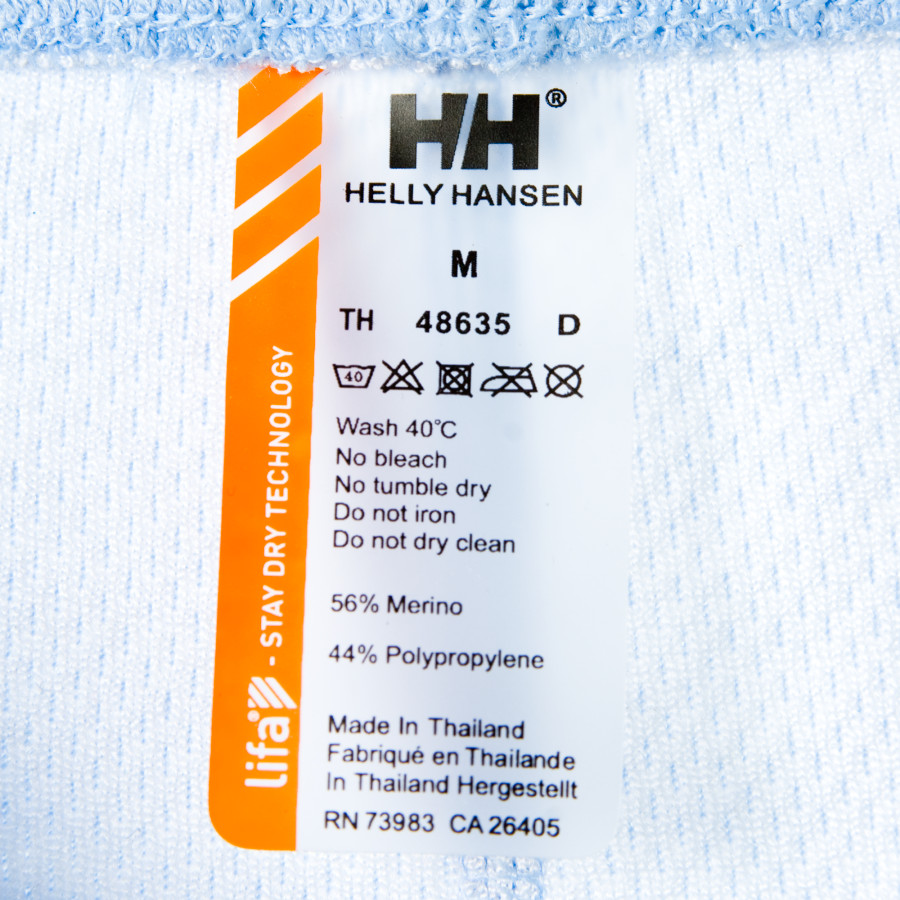 H/H®
HELLY HANSEN
M
TH 48635 D
40
Wash 40°C
No bleach
No tumble dry
Do not iron
Do not dry clean
56% Merino
44% Polypropylene
Made In Thailand
Fabriqué en Thailande
In Thailand Hergestellt
RN 73983 CA 26405
lifa - STAY DRY TECHNOLOGY